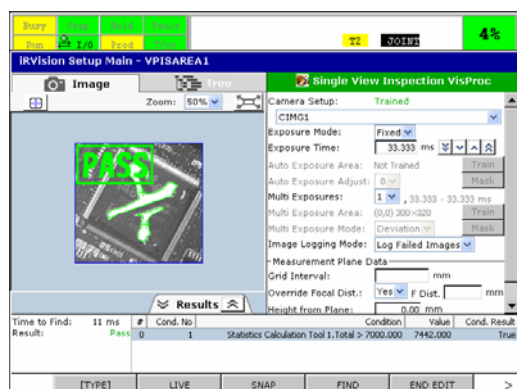 Busy Step Hold Fault
Run I/O Prod TCyc
T2 JOINT 4%
iRVision Setup Main - VPISAREA1
Image Tree
Zoom: 50%
PASS
Results
Time to Find: 11 ms
Result: Pass
Single View Inspection VisProc
Camera Setup: Trained
CIMG1
Exposure Mode: Fixed
Exposure Time: 33.333 ms
Auto Exposure Area: Not Trained Train
Auto Exposure Adjust: 0 Mask
Multi Exposures: 1 , 33.333 - 33.333 ms
Multi Exposure Area: (0,0) 300×320 Train
Multi Exposure Mode: Deviation Mask
Image Logging Mode: Log Failed Images
Measurement Plane Data
Grid Interval: mm
Override Focal Dist.: Yes F Dist. mm
Height from Plane: 0.00 mm
# Cond. No Condition Value Cond. Result
0 1 Statistics Calculation Tool 1.Total > 7000.000 7442.000 True
[TYPE] LIVE SNAP FIND END EDIT >